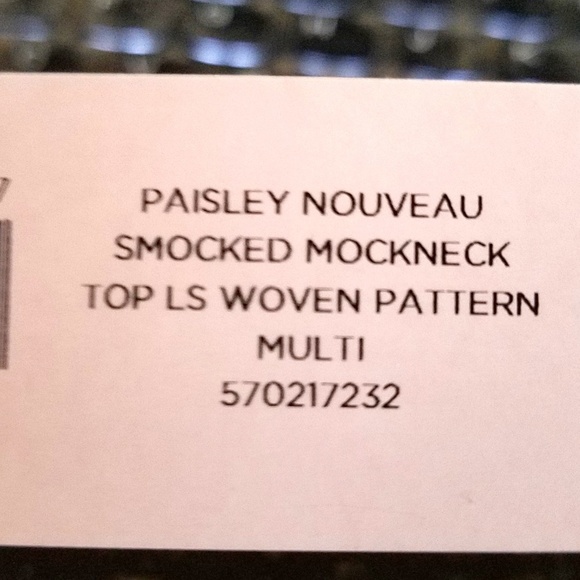 PAISLEY NOUVEAU
SMOCKED MOCKNECK
TOP LS WOVEN PATTERN
MULTI
570217232